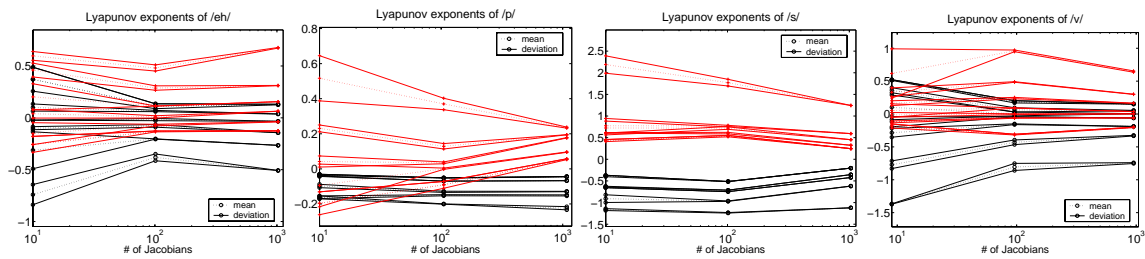 Lyapunov exponents of /eh/
1
0.5
0
−0.5
−1
10^1
10^2
10^3
# of Jacobians
mean
deviation
Lyapunov exponents of /p/
0.8
0.6
0.4
0.2
0
−0.2
10^1
10^2
10^3
# of Jacobians
mean
deviation
Lyapunov exponents of /s/
2.5
2
1.5
1
0.5
0
−0.5
−1
−1.5
10^1
10^2
10^3
# of Jacobians
mean
deviation
Lyapunov exponents of /v/
1
0.5
0
−0.5
−1
−1.5
10^1
10^2
10^3
# of Jacobians
mean
deviation